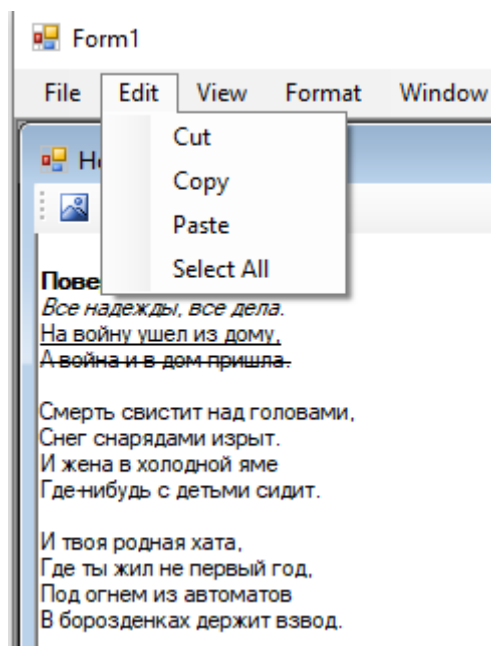 Form1
File Edit View Format Window
Cut
Copy
Paste
Select All
Все надежды, все дела.
На войну ушел из дому,
А война и в дом пришла.
Смерть свистит над головами,
Снег снарядами изрыт.
И жена в холодной яме
Где-нибудь с детьми сидит.
И твоя родная хата,
Где ты жил не первый год,
Под огнем из автоматов
В борозденках держит взвод.